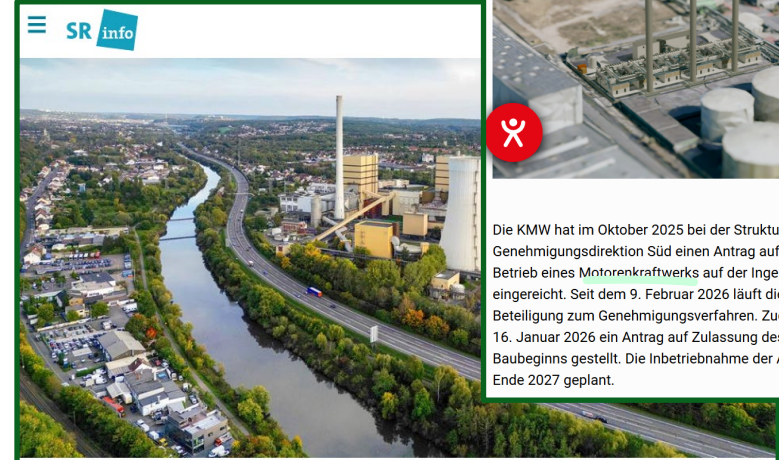 SR info
Die KMW hat im Oktober 2025 bei der Struktu
Genehmigungsdirektion Süd einen Antrag auf
Betrieb eines Motorenkraftwerks auf der Inge
eingereicht. Seit dem 9. Februar 2026 läuft die
Beteiligung zum Genehmigungsverfahren. Zu
16. Januar 2026 ein Antrag auf Zulassung des
Baubeginns gestellt. Die Inbetriebnahme der A
Ende 2027 geplant.